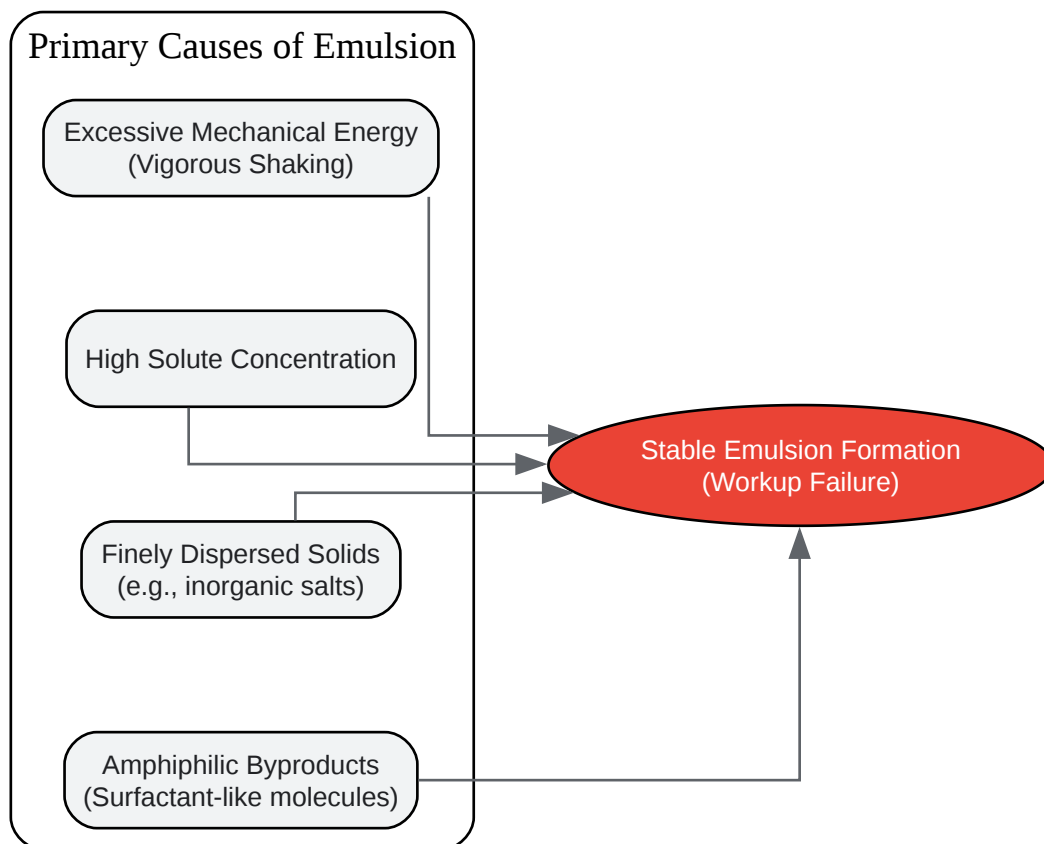 Primary Causes of Emulsion
Excessive Mechanical Energy
(Vigorous Shaking)
High Solute Concentration
Stable Emulsion Formation
(Workup Failure)
Finely Dispersed Solids
(e.g., inorganic salts)
Amphiphilic Byproducts
(Surfactant-like molecules)